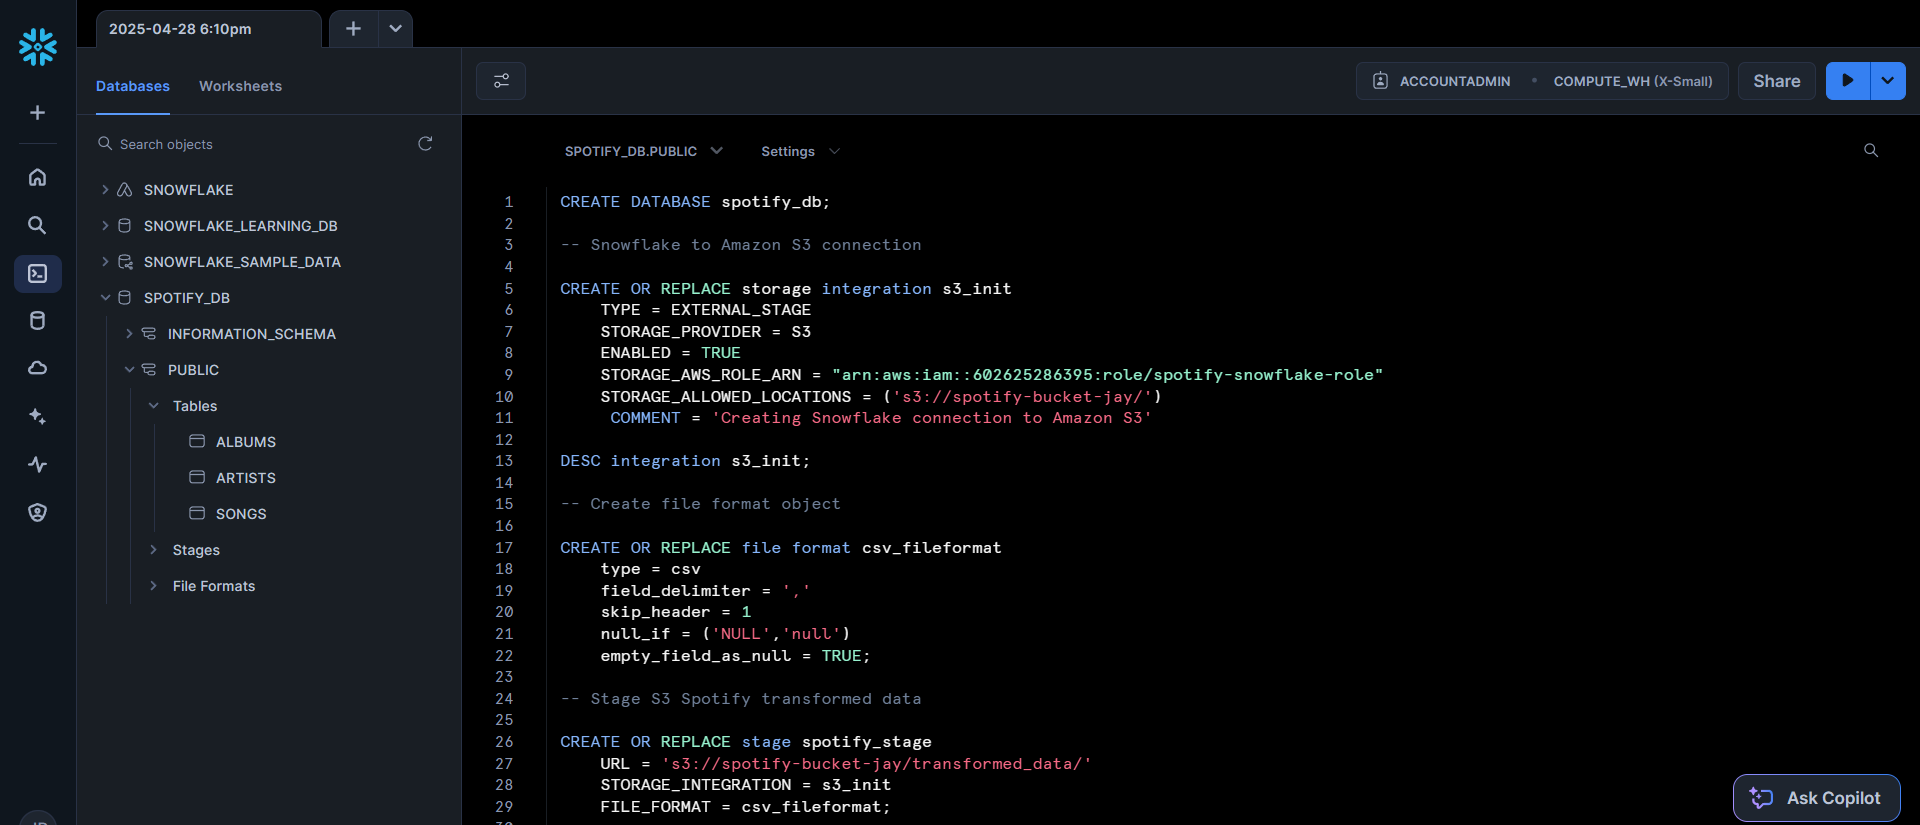 2025-04-28 6:10pm
Databases
Worksheets
Search objects
SNOWFLAKE
SNOWFLAKE_LEARNING_DB
SNOWFLAKE_SAMPLE_DATA
SPOTIFY_DB
INFORMATION_SCHEMA
PUBLIC
Tables
ALBUMS
ARTISTS
SONGS
Stages
File Formats
ACCOUNTADMIN • COMPUTE_WH (X-Small)
Share
SPOTIFY_DB.PUBLIC
Settings
1 CREATE DATABASE spotify_db;
2
3 -- Snowflake to Amazon S3 connection
4
5 CREATE OR REPLACE storage integration s3_init
6 TYPE = EXTERNAL_STAGE
7 STORAGE_PROVIDER = S3
8 ENABLED = TRUE
9 STORAGE_AWS_ROLE_ARN = "arn:aws:iam::602625286395:role/spotify-snowflake-role"
10 STORAGE_ALLOWED_LOCATIONS = ('s3://spotify-bucket-jay/')
11 COMMENT = 'Creating Snowflake connection to Amazon S3'
12
13 DESC integration s3_init;
14
15 -- Create file format object
16
17 CREATE OR REPLACE file format csv_fileformat
18 type = csv
19 field_delimiter = ','
20 skip_header = 1
21 null_if = ('NULL','null')
22 empty_field_as_null = TRUE;
23
24 -- Stage S3 Spotify transformed data
25
26 CREATE OR REPLACE stage spotify_stage
27 URL = 's3://spotify-bucket-jay/transformed_data/'
28 STORAGE_INTEGRATION = s3_init
29 FILE_FORMAT = csv_fileformat;
Ask Copilot